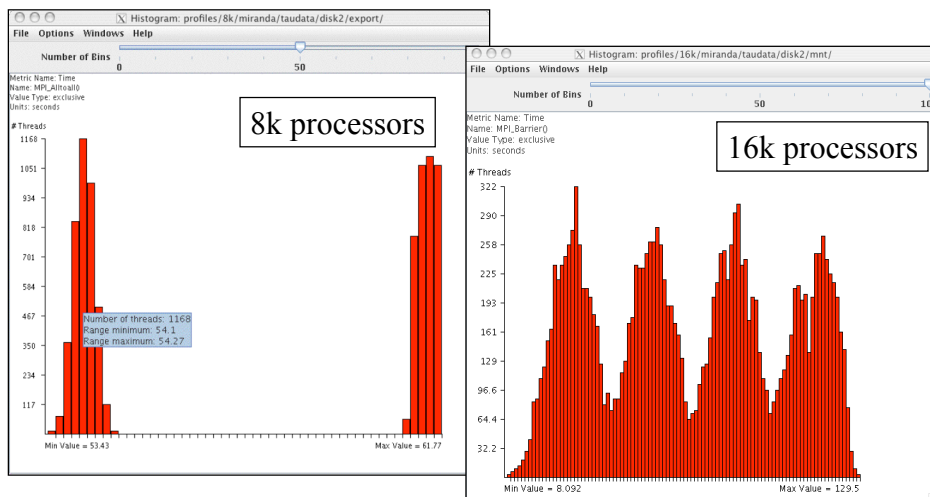 Histogram: profiles/8k/miranda/taudata/disk2/export/
File Options Windows Help
Number of Bins
0 50
Metric Name: Time
Name: MPI_Alltoall()
Value Type: exclusive
Units: seconds
8k processors
# Threads
1168
1051
934
818
701
584
467
350
234
117
Number of threads: 1168
Range minimum: 54.1
Range maximum: 54.27
Min Value = 53.43
Max Value = 61.77
Histogram: profiles/16k/miranda/taudata/disk2/mnt/
File Options Windows Help
Number of Bins
0 50
Metric Name: Time
Name: MPI_Barrier()
Value Type: exclusive
Units: seconds
16k processors
# Threads
322
290
258
225
193
161
129
96.6
64.4
32.2
Min Value = 8.092
Max Value = 129.5